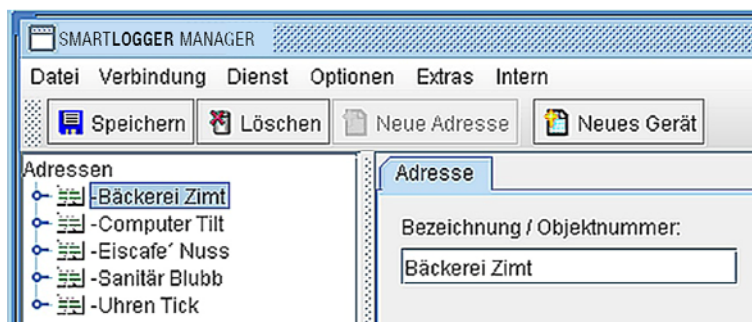 SMARTLOGGER MANAGER
Datei Verbindung Dienst Optionen Extras Intern
Speichern Löschen Neue Adresse Neues Gerät
Adressen
-Bäckerei Zimt
-Computer Tilt
-Eiscafe´ Nuss
-Sanitär Blubb
-Uhren Tick
Adresse
Bezeichnung / Objektnummer:
Bäckerei Zimt